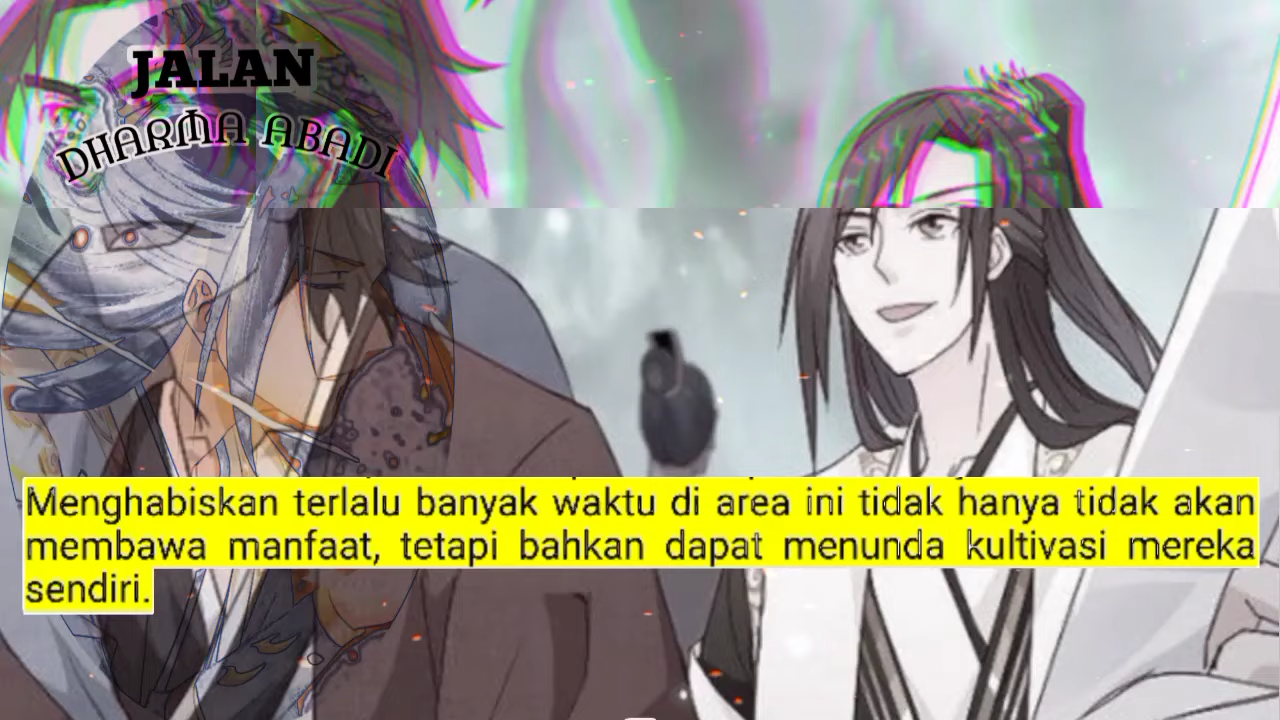 JALAN
DHARMA ABADI
Menghabiskan terlalu banyak waktu di area ini tidak hanya tidak akan
membawa manfaat, tetapi bahkan dapat menunda kultivasi mereka
sendiri.